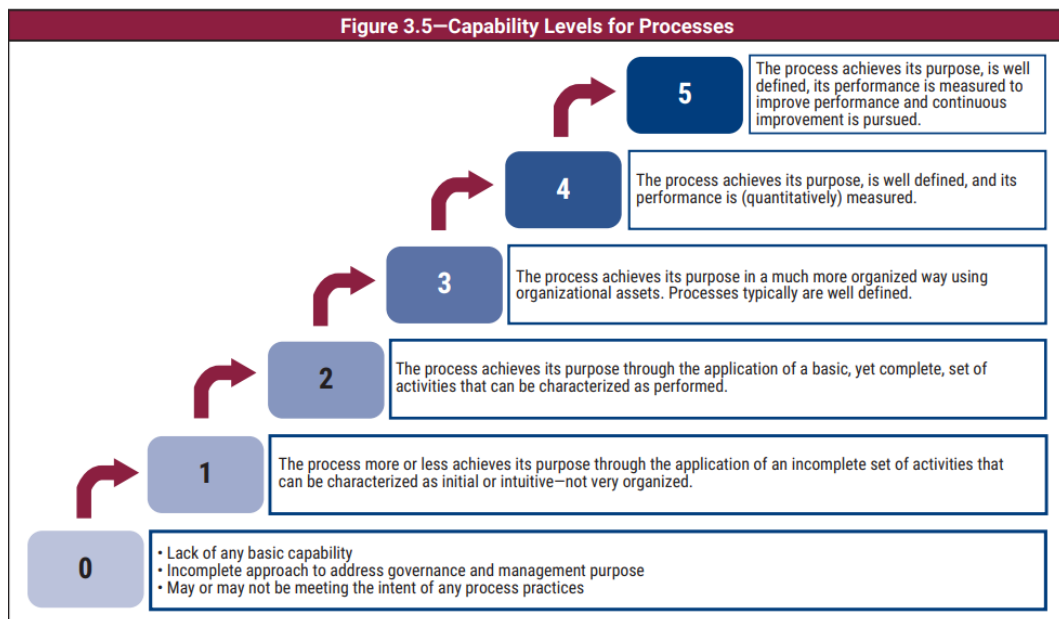 Figure 3.5—Capability Levels for Processes
5
The process achieves its purpose, is well
defined, its performance is measured to
improve performance and continuous
improvement is pursued.
4
The process achieves its purpose, is well defined, and its
performance is (quantitatively) measured.
3
The process achieves its purpose in a much more organized way using
organizational assets. Processes typically are well defined.
2
The process achieves its purpose through the application of a basic, yet complete, set of
activities that can be characterized as performed.
1
The process more or less achieves its purpose through the application of an incomplete set of activities that
can be characterized as initial or intuitive—not very organized.
0
• Lack of any basic capability
• Incomplete approach to address governance and management purpose
• May or may not be meeting the intent of any process practices